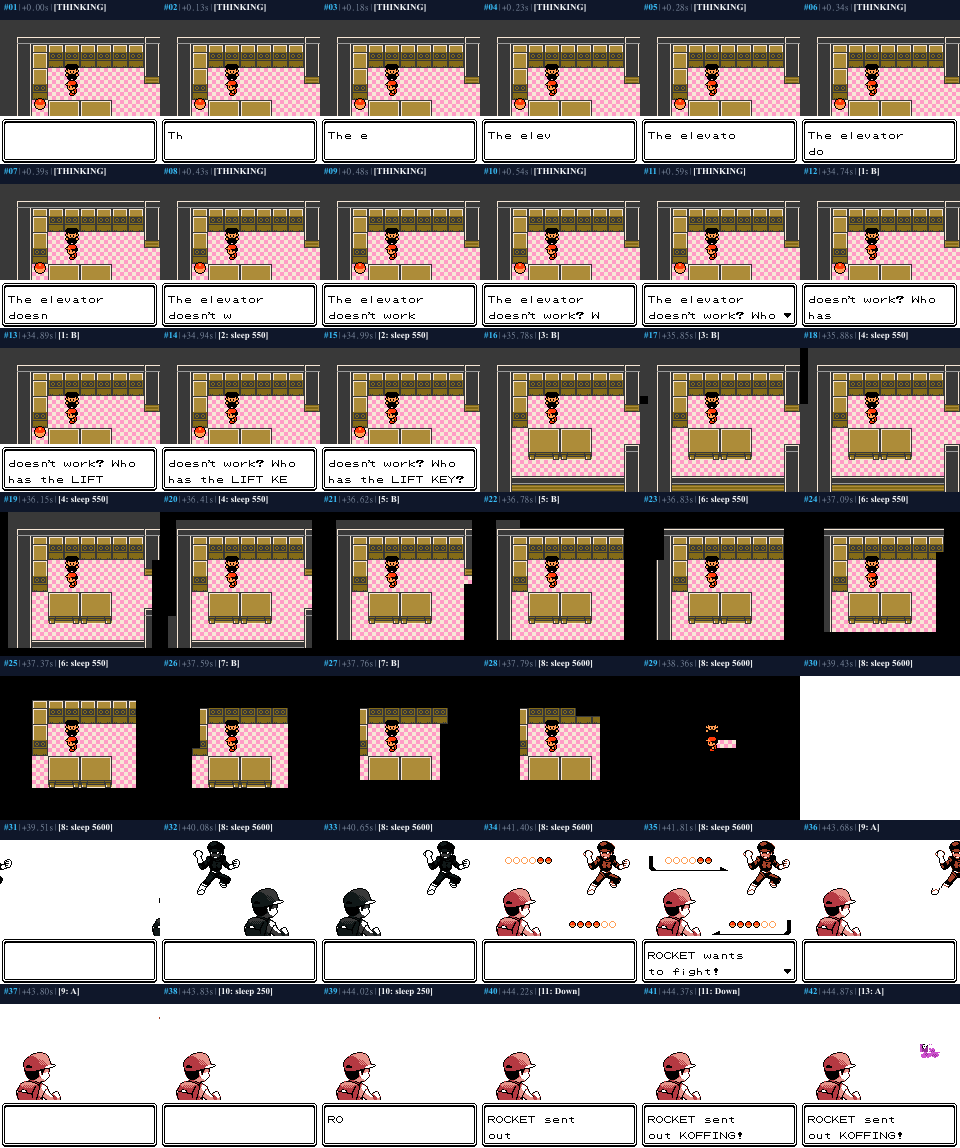 #01|+0.00s|[THINKING]
#02|+0.13s|[THINKING]
#03|+0.18s|[THINKING]
#04|+0.23s|[THINKING]
#05|+0.28s|[THINKING]
#06|+0.34s|[THINKING]
Th
The e
The elev
The elevato
The elevator
do
#07|+0.39s|[THINKING]
#08|+0.43s|[THINKING]
#09|+0.48s|[THINKING]
#10|+0.54s|[THINKING]
#11|+0.59s|[THINKING]
#12|+34.74s|[1: B]
The elevator
doesn
The elevator
doesn't w
The elevator
doesn't work
The elevator
doesn't work? W
The elevator
doesn't work? Who
doesn't work? Who
has
#13|+34.89s|[1: B]
#14|+34.94s|[2: sleep 550]
#15|+34.99s|[2: sleep 550]
#16|+35.78s|[3: B]
#17|+35.85s|[3: B]
#18|+35.88s|[4: sleep 550]
doesn't work? Who
has the LIFT
doesn't work? Who
has the LIFT KE
doesn't work? Who
has the LIFT KEY?
#19|+36.15s|[4: sleep 550]
#20|+36.41s|[4: sleep 550]
#21|+36.62s|[5: B]
#22|+36.78s|[5: B]
#23|+36.83s|[6: sleep 550]
#24|+37.09s|[6: sleep 550]
#25|+37.37s|[6: sleep 550]
#26|+37.59s|[7: B]
#27|+37.76s|[7: B]
#28|+37.79s|[8: sleep 5600]
#29|+38.36s|[8: sleep 5600]
#30|+39.43s|[8: sleep 5600]
#31|+39.51s|[8: sleep 5600]
#32|+40.08s|[8: sleep 5600]
#33|+40.65s|[8: sleep 5600]
#34|+41.40s|[8: sleep 5600]
#35|+41.81s|[8: sleep 5600]
#36|+43.68s|[9: A]
ROCKET wants
to fight!
#37|+43.80s|[9: A]
#38|+43.83s|[10: sleep 250]
#39|+44.02s|[10: sleep 250]
#40|+44.22s|[11: Down]
#41|+44.37s|[11: Down]
#42|+44.87s|[13: A]
RO
ROCKET sent
out
ROCKET sent
out KOFFING!
ROCKET sent
out KOFFING!